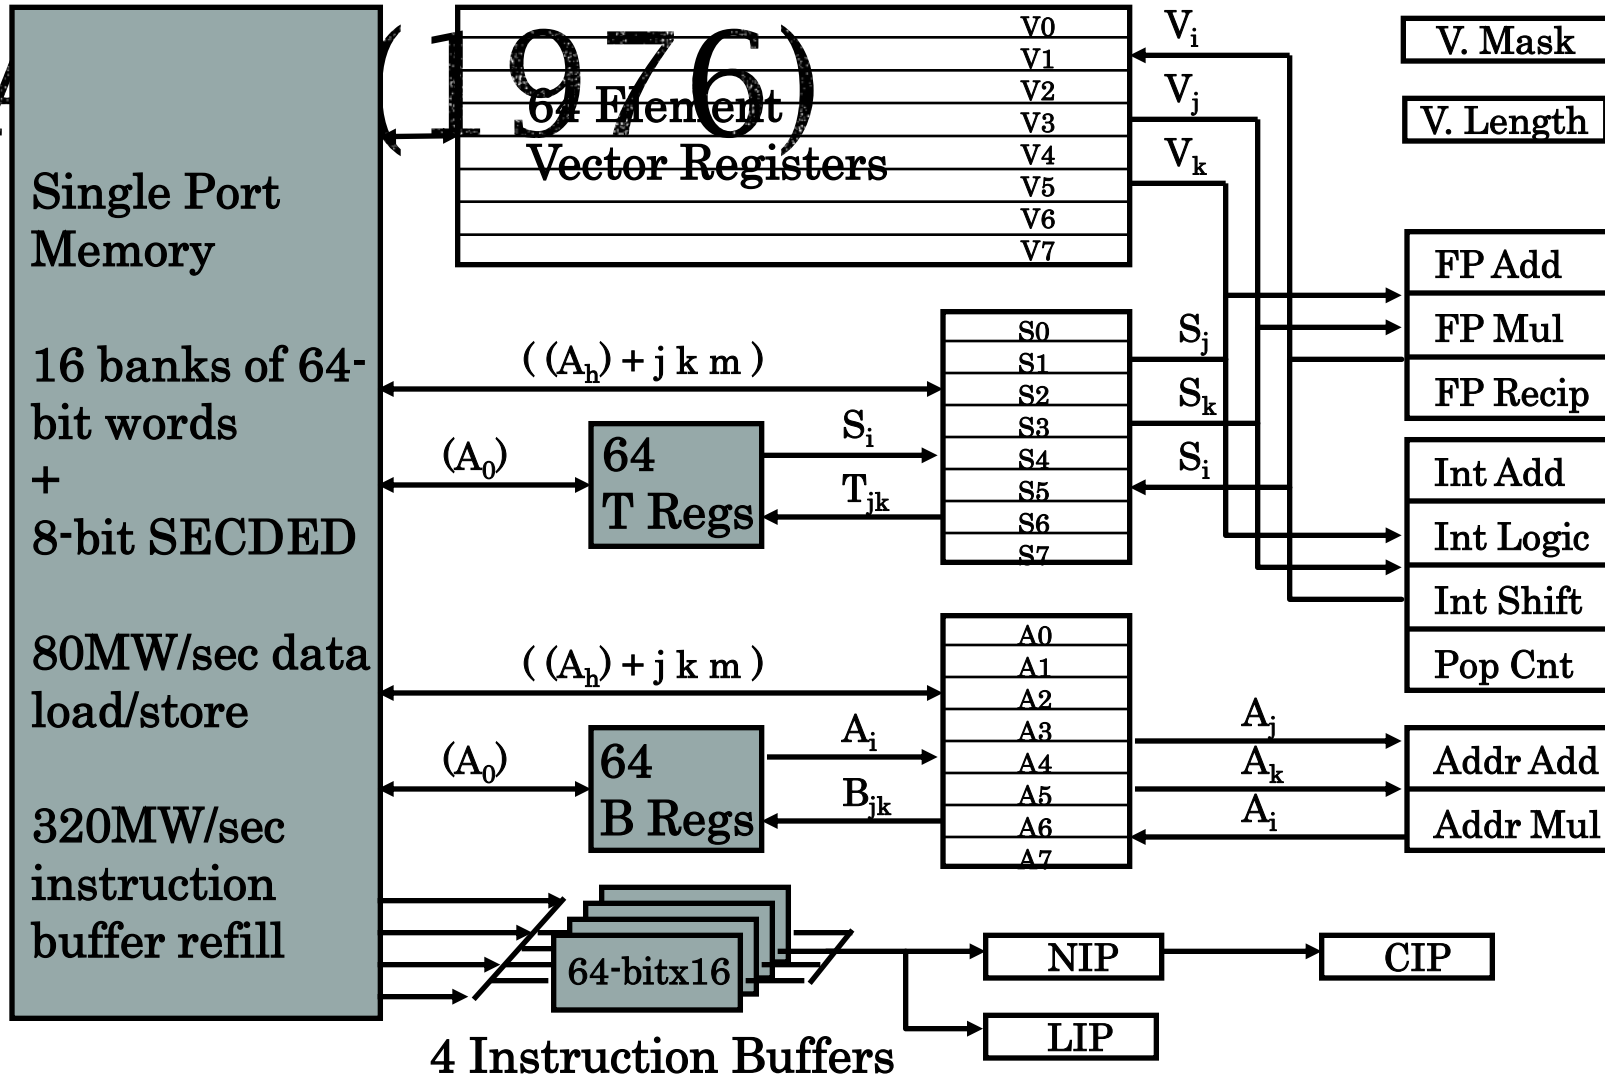 (1976)
Single Port
Memory
16 banks of 64-
bit words
+
8-bit SECDED
80MW/sec data
load/store
320MW/sec
instruction
buffer refill
64 Element
Vector Registers
V0
V1
V2
V3
V4
V5
V6
V7
Vi
Vj
Vk
V. Mask
V. Length
FP Add
FP Mul
FP Recip
( (Ah) + j k m )
(A0)
64
T Regs
Si
Tjk
S0
S1
S2
S3
S4
S5
S6
S7
Sj
Sk
Si
Int Add
Int Logic
Int Shift
Pop Cnt
( (Ah) + j k m )
(A0)
64
B Regs
Ai
Bjk
A0
A1
A2
A3
A4
A5
A6
A7
Aj
Ak
Ai
Addr Add
Addr Mul
64-bitx16
4 Instruction Buffers
NIP
CIP
LIP